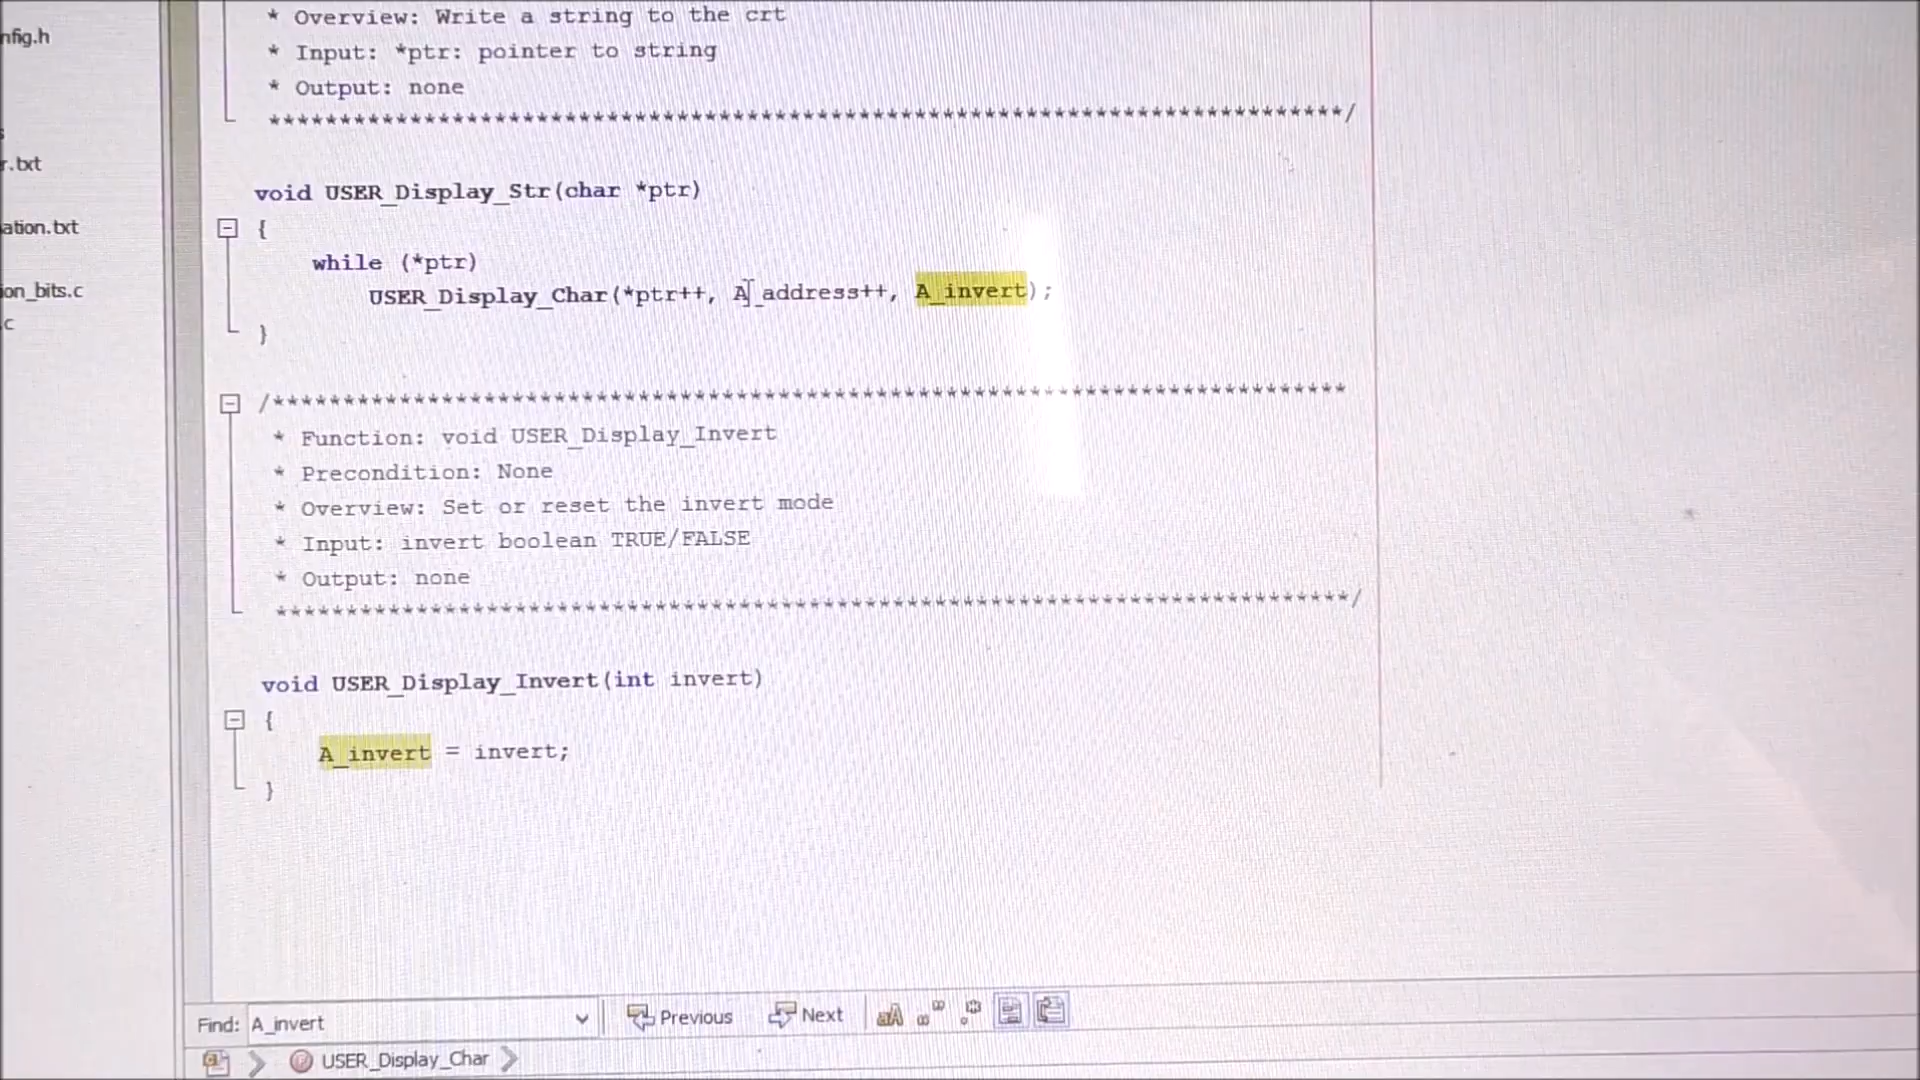 * Overview: Write a string to the crt
nfig.h
* Input: *ptr: pointer to string
* Output: none
****************************************************************************/
r.txt
void USER_Display_Str(char *ptr)
ation.txt
{
while (*ptr)
ion_bits.c
USER_Display_Char(*ptr++, A_address++, A_invert);
.c
}
/****************************************************************************
* Function: void USER_Display_Invert
* Precondition: None
* Overview: Set or reset the invert mode
* Input: invert boolean TRUE/FALSE
* Output: none
****************************************************************************/
void USER_Display_Invert(int invert)
{
A_invert = invert;
}
Find: A_invert Previous Next
USER_Display_Char